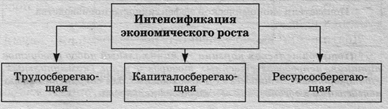 Интенсификация
экономического роста
Трудосберегаю-
щая
Капиталосберегаю-
щая
Ресурсосберегаю-
щая